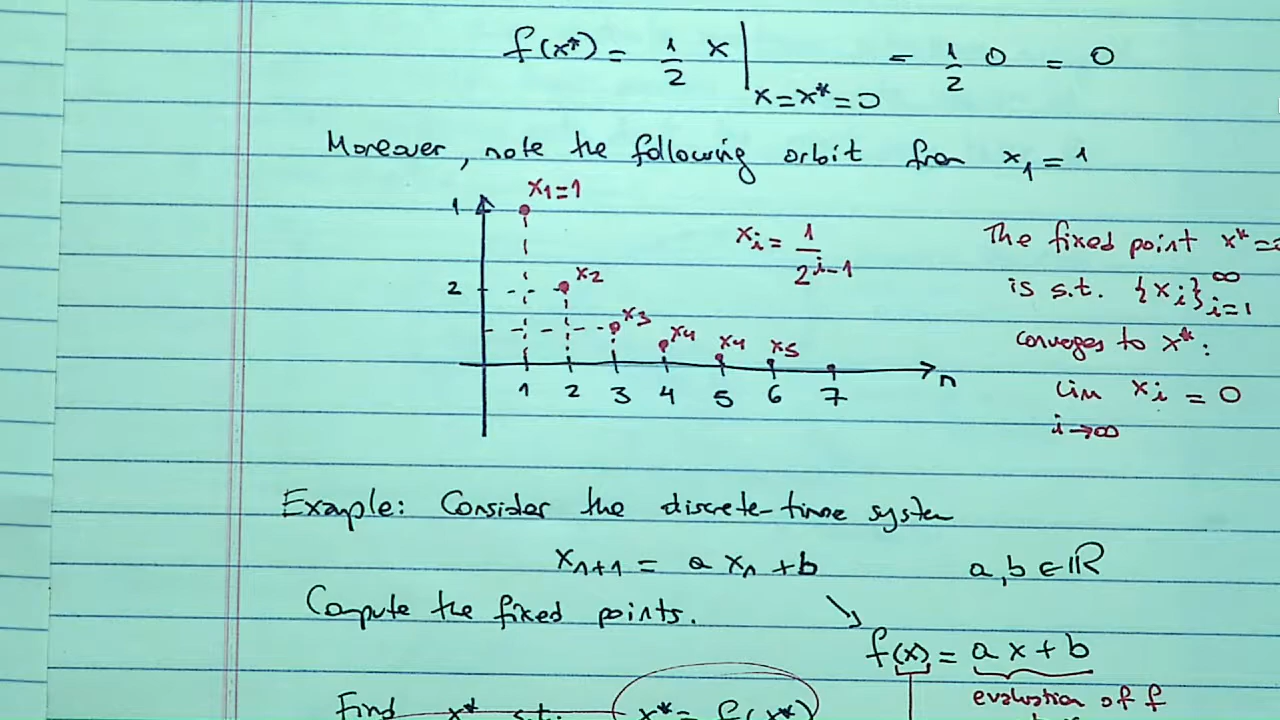 f(x*) = 1/2 x | x=x*=0 = 1/2 0 = 0
Moreover, note the following orbit from x₁ = 1
1 x₁=1
2 x₂
x₃ x₄ x₄ x₅
1 2 3 4 5 6 7 n
xᵢ = 1/2^(i-1)
The fixed point x* =
is s.t. {xᵢ}ᵢ₌₁^∞
converges to x*:
lim xᵢ = 0
i→∞
Example: Consider the discrete-time system
xₙ₊₁ = a xₙ + b a, b ∈ ℝ
Compute the fixed points.
f(x) = a x + b
evaluation of f
Find x* s.t. x* = f(x*)